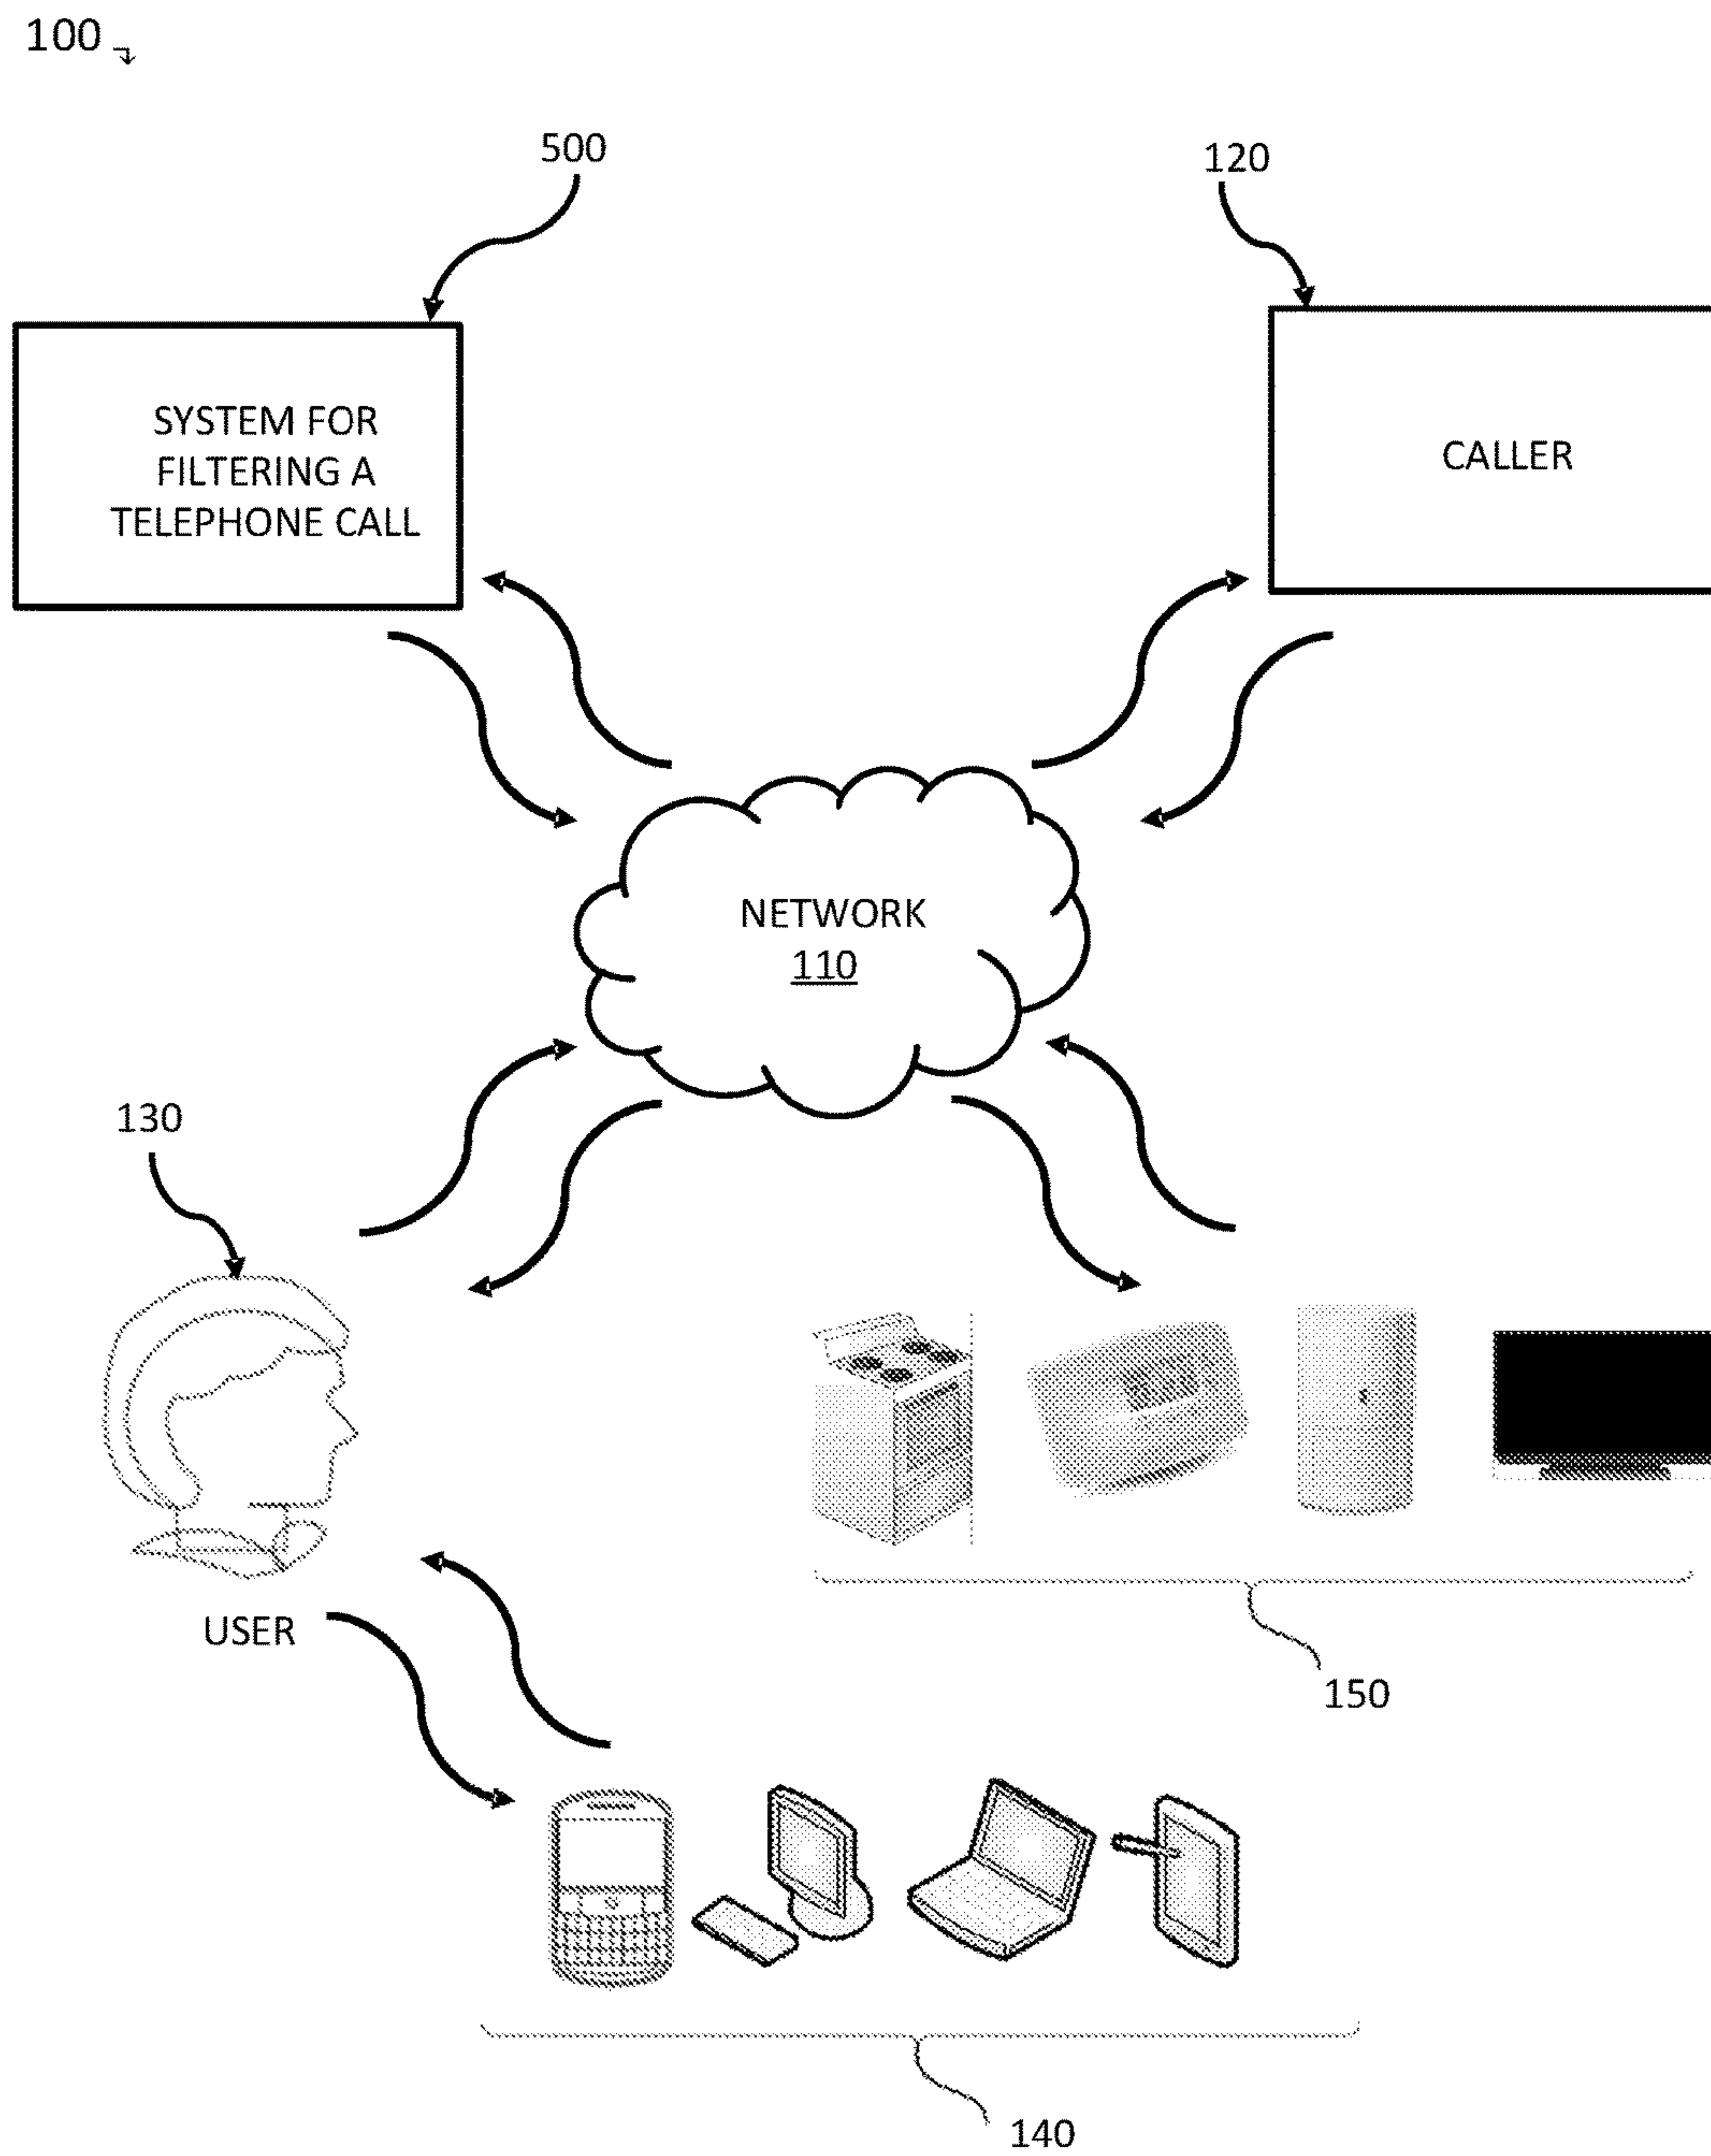 100
500
120
SYSTEM FOR
FILTERING A
TELEPHONE CALL
CALLER
NETWORK
110
130
USER
150
140